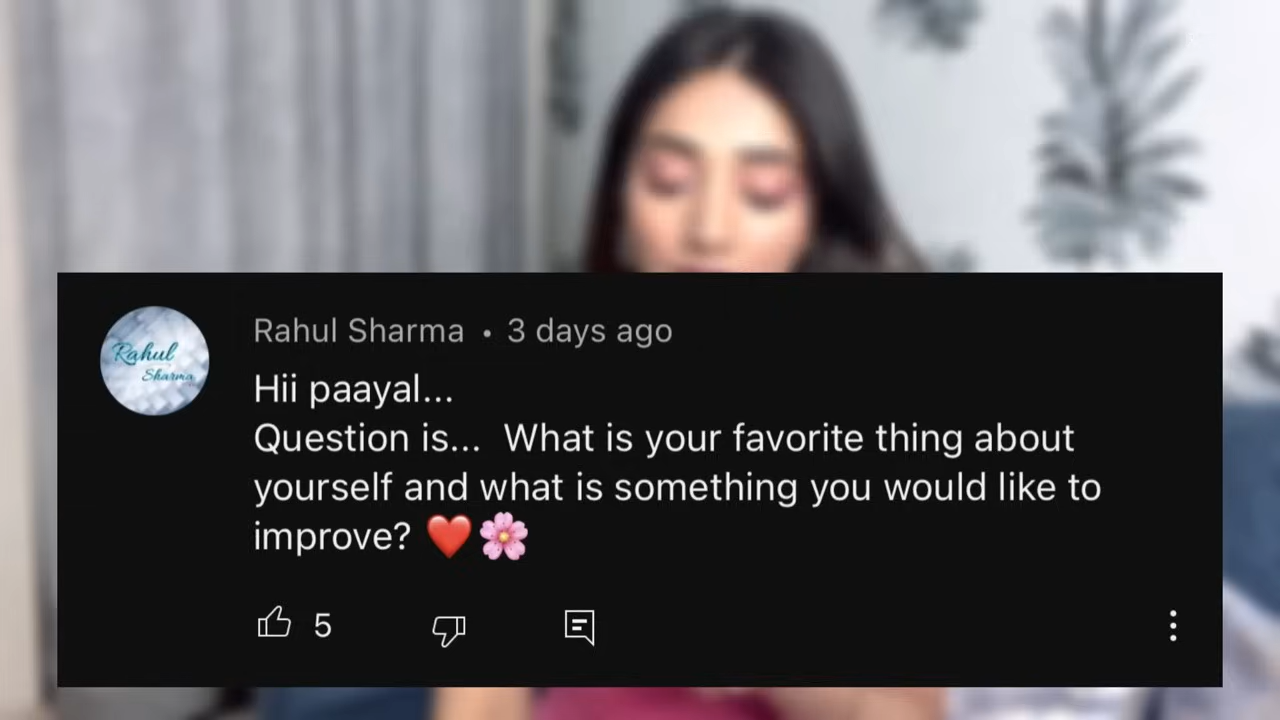 Rahul
Sharma
Rahul Sharma • 3 days ago
Hii paayal...
Question is... What is your favorite thing about
yourself and what is something you would like to
improve? ❤️🌸
5